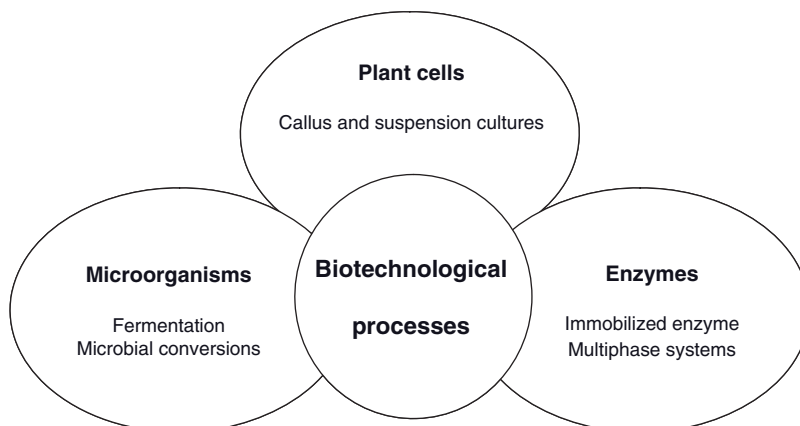 Plant cells
Callus and suspension cultures
Microorganisms
Fermentation
Microbial conversions
Biotechnological
processes
Enzymes
Immobilized enzyme
Multiphase systems